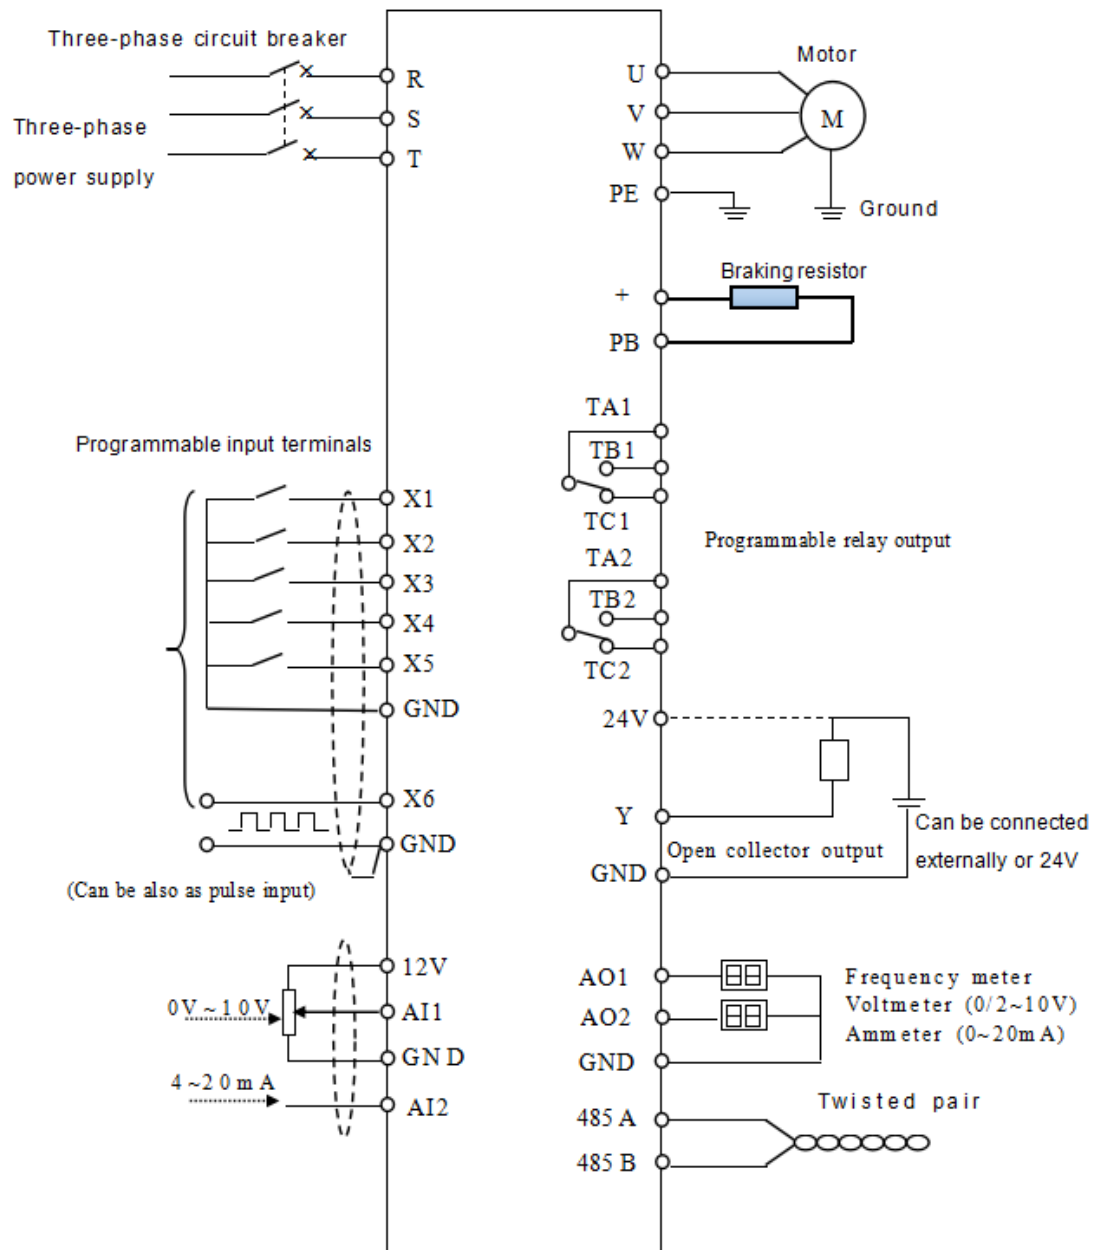 Three-phase circuit breaker
Three-phase
power supply
R
S
T
U
V
W
PE
Motor
M
Ground
Braking resistor
+
PB
Programmable input terminals
X1
X2
X3
X4
X5
GND
X6
GND
(Can be also as pulse input)
TA1
TB1
TC1
TA2
TB2
TC2
Programmable relay output
24V
Y
Open collector output
GND
Can be connected
externally or 24V
0V~10V
4~20mA
12V
AI1
GND
AI2
AO1
AO2
GND
Frequency meter
Voltmeter (0/2~10V)
Ammeter (0~20mA)
485 A
485 B
Twisted pair